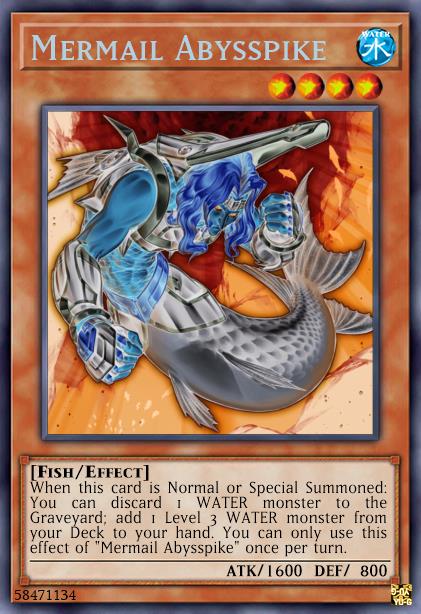 MERMAIL ABYSSPIKE
WATER
水
[FISH/EFFECT]
When this card is Normal or Special Summoned:
You can discard 1 WATER monster to the
Graveyard; add 1 Level 3 WATER monster from
your Deck to your hand. You can only use this
effect of "Mermail Abysspike" once per turn.
ATK/1600 DEF/ 800
58471134